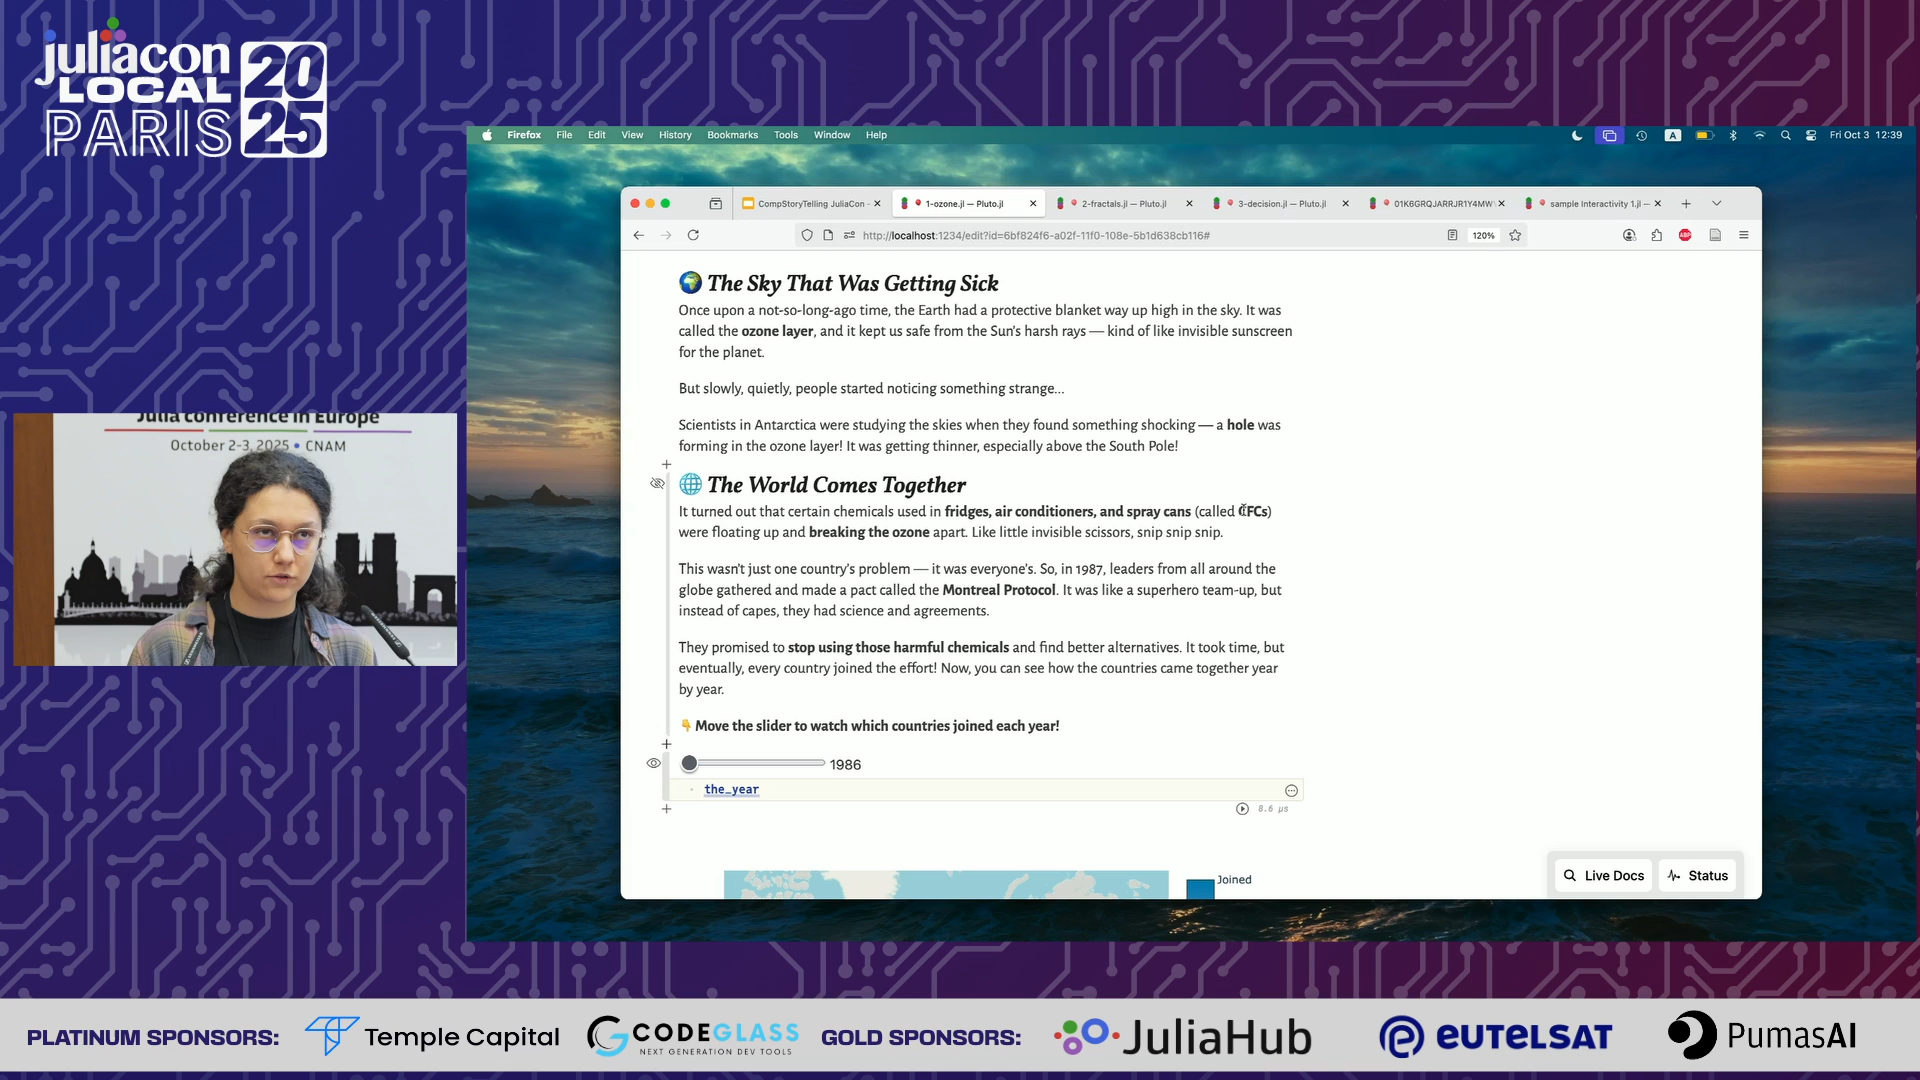 juliacon
LOCAL
PARIS
20
25
Firefox File Edit View History Bookmarks Tools Window Help
A
Fri Oct 3 12:39
CompStoryTelling JuliaCon -
1-ozone.jl — Pluto.jl
2-fractals.jl — Pluto.jl
3-decision.jl — Pluto.jl
01K6GRQJARRJR1Y4MW
sample Interactivity 1.jl —
http://localhost:1234/edit?id=6bf824f6-a02f-11f0-108e-5b1d638cb116#
120%
ABP
The Sky That Was Getting Sick
Once upon a not-so-long-ago time, the Earth had a protective blanket way up high in the sky. It was
called the ozone layer, and it kept us safe from the Sun's harsh rays — kind of like invisible sunscreen
for the planet.
But slowly, quietly, people started noticing something strange...
Scientists in Antarctica were studying the skies when they found something shocking — a hole was
forming in the ozone layer! It was getting thinner, especially above the South Pole!
The World Comes Together
It turned out that certain chemicals used in fridges, air conditioners, and spray cans (called CFCs)
were floating up and breaking the ozone apart. Like little invisible scissors, snip snip snip.
This wasn't just one country's problem — it was everyone's. So, in 1987, leaders from all around the
globe gathered and made a pact called the Montreal Protocol. It was like a superhero team-up, but
instead of capes, they had science and agreements.
They promised to stop using those harmful chemicals and find better alternatives. It took time, but
eventually, every country joined the effort! Now, you can see how the countries came together year
by year.
Move the slider to watch which countries joined each year!
1986
the_year
8.6 μs
Joined
Live Docs
Status
Julia conference in Europe
October 2-3, 2025 • CNAM
PLATINUM SPONSORS:
Temple Capital
CODEGLASS
NEXT GENERATION DEV TOOLS
GOLD SPONSORS:
JuliaHub
EUTELSAT
PumasAI